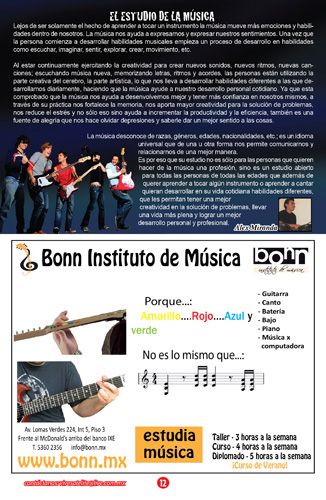 EL ESTUDIO DE LA MÚSICA
Lejos de ser solamente el hecho de aprender a tocar un instrumento la música mueve más emociones y habili-
dades dentro de nosotros. La música nos ayuda a expresarnos y expresar nuestros sentimientos. Una vez que
la persona comienza a desarrollar habilidades musicales empieza un proceso de desarrollo en habilidades
como escuchar, imaginar, sentir, explorar, crear, movimiento, etc.
Al estar continuamente ejercitando la creatividad para crear nuevos sonidos, nuevos ritmos, nuevas can-
ciones; escuchando música nueva, memorizando letras, ritmos y acordes, las personas están utilizando la
parte creativa del cerebro, la parte artística, lo que nos lleva a desarrollar habilidades diferentes a las que de-
sarrollamos diariamente, haciendo que la música ayude a nuestro desarrollo personal cotidiano. Ya que esta
comprobado que la música nos ayuda a desenvolvernos mejor y tener más confianza en nosotros mismos, a
través de su práctica nos fortalece la memoria, nos aporta mayor creatividad para la solución de problemas,
nos reduce el estrés y no sólo eso sino ayuda a incrementar la productividad y la eficiencia, también es una
fuente de alegría que nos hace olvidar depresiones y saberle dar un mejor sentido a las cosas.
La música desconoce de razas, géneros, edades, nacionalidades, etc.; es un idioma
universal que de una u otra forma nos permite comunicarnos y
relacionarnos de una mejor manera.
Es por eso su estudio no es sólo para las personas que quieren
hacer de la música una profesión, sino es un estudio abierto
para todas las personas de todas las edades que además de
querer aprender a tocar algún instrumento o aprender a cantar
quieran desarrollar en su vida cotidiana habilidades diferentes,
que les permitan tener una mejor
creatividad en la solución de problemas, llevar
una vida más plena y lograr un mejor
desarrollo personal y profesional.
Alex Miranda
Bonn Instituto de Música
bonn
instituto de música
Porque...:
Amarillo....Rojo....Azul y
verde
- Guitarra
- Canto
- Batería
- Bajo
- Piano
- Música x
computadora
No es lo mismo que...:
Av. Lomas Verdes 224, Int 5, Piso 3
Frente al McDonald's arriba del banco IXE
T. 5360 2356 info@bonn.mx
www.bonn.mx
estudia
música
Taller - 3 horas a la semana
Curso - 4 horas a la semana
Diplomado - 5 horas a la semana
¡Curso de Verano!
12